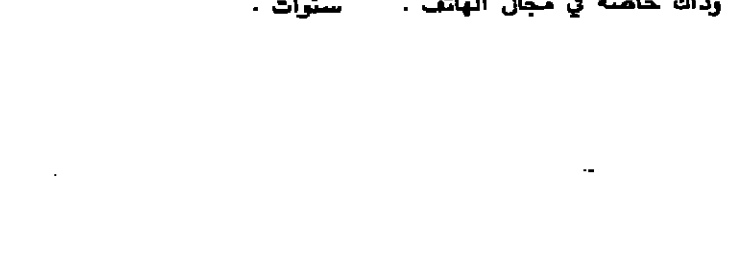 وذلك خاصة في مجال الهاتف . سنوات .